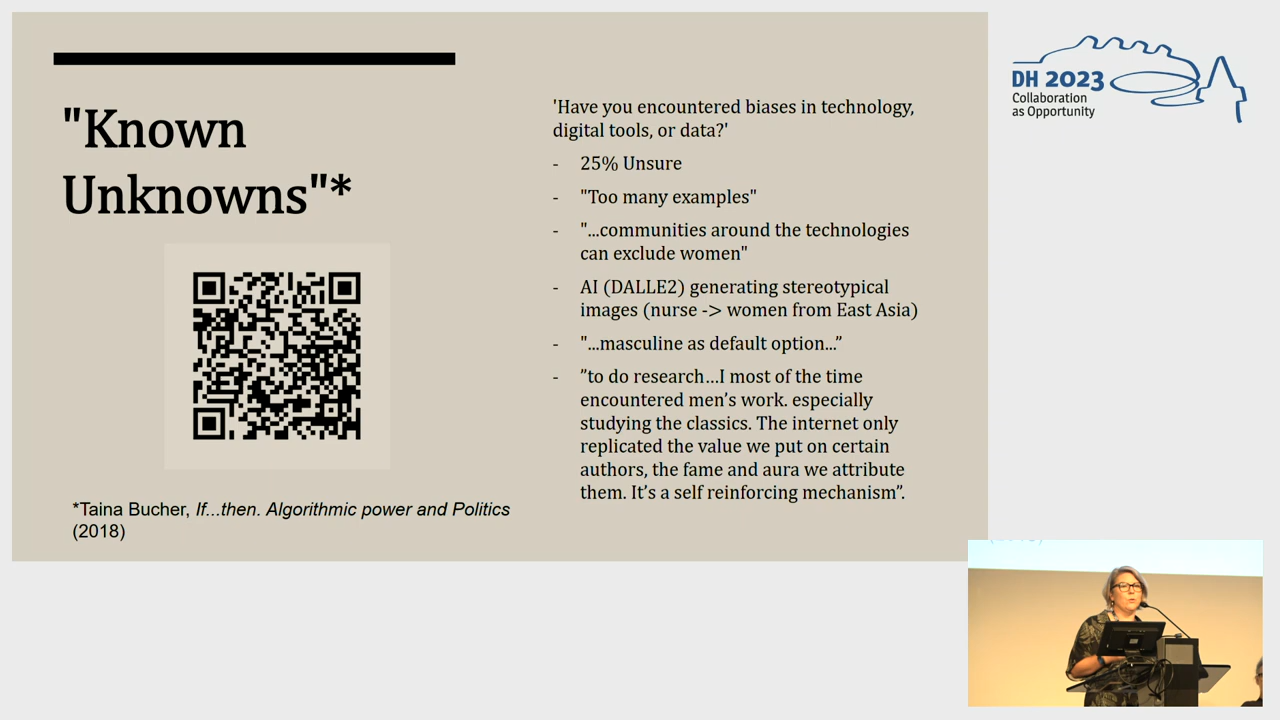 "Known
Unknowns"*
*Taina Bucher, If...then. Algorithmic power and Politics
(2018)
'Have you encountered biases in technology,
digital tools, or data?'
- 25% Unsure
- "Too many examples"
- "...communities around the technologies
can exclude women"
- AI (DALLE2) generating stereotypical
images (nurse -> women from East Asia)
- "...masculine as default option...”
- ”to do research…I most of the time
encountered men’s work. especially
studying the classics. The internet only
replicated the value we put on certain
authors, the fame and aura we attribute
them. It’s a self reinforcing mechanism”.
DH 2023
Collaboration
as Opportunity